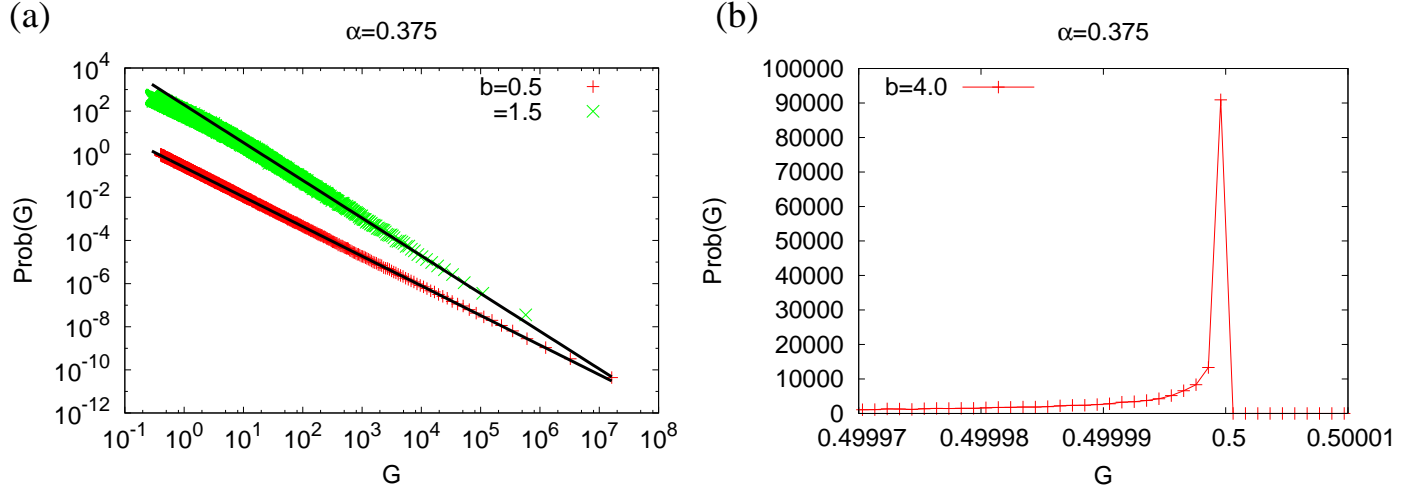 (a)
α=0.375
Prob(G)
10^4
10^2
10^0
10^-2
10^-4
10^-6
10^-8
10^-10
10^-12
10^-1 10^0 10^1 10^2 10^3 10^4 10^5 10^6 10^7 10^8
G
b=0.5
=1.5
(b)
α=0.375
Prob(G)
100000
90000
80000
70000
60000
50000
40000
30000
20000
10000
0
0.49997 0.49998 0.49999 0.5 0.50001
G
b=4.0